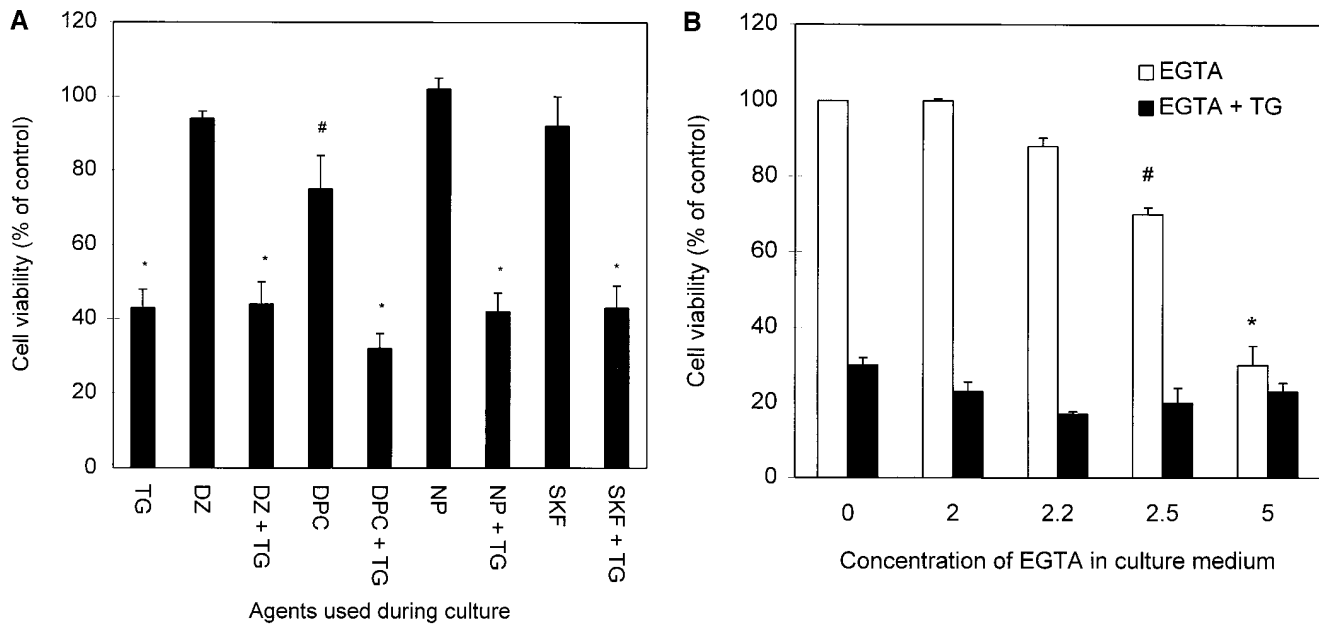 A
120
100
80
60
40
20
0
Cell viability (% of control)
*
*
#
*
*
*
TG
DZ
DZ + TG
DPC
DPC + TG
NP
NP + TG
SKF
SKF + TG
Agents used during culture
B
120
100
80
60
40
20
0
Cell viability (% of control)
EGTA
EGTA + TG
#
*
0 2 2.2 2.5 5
Concentration of EGTA in culture medium